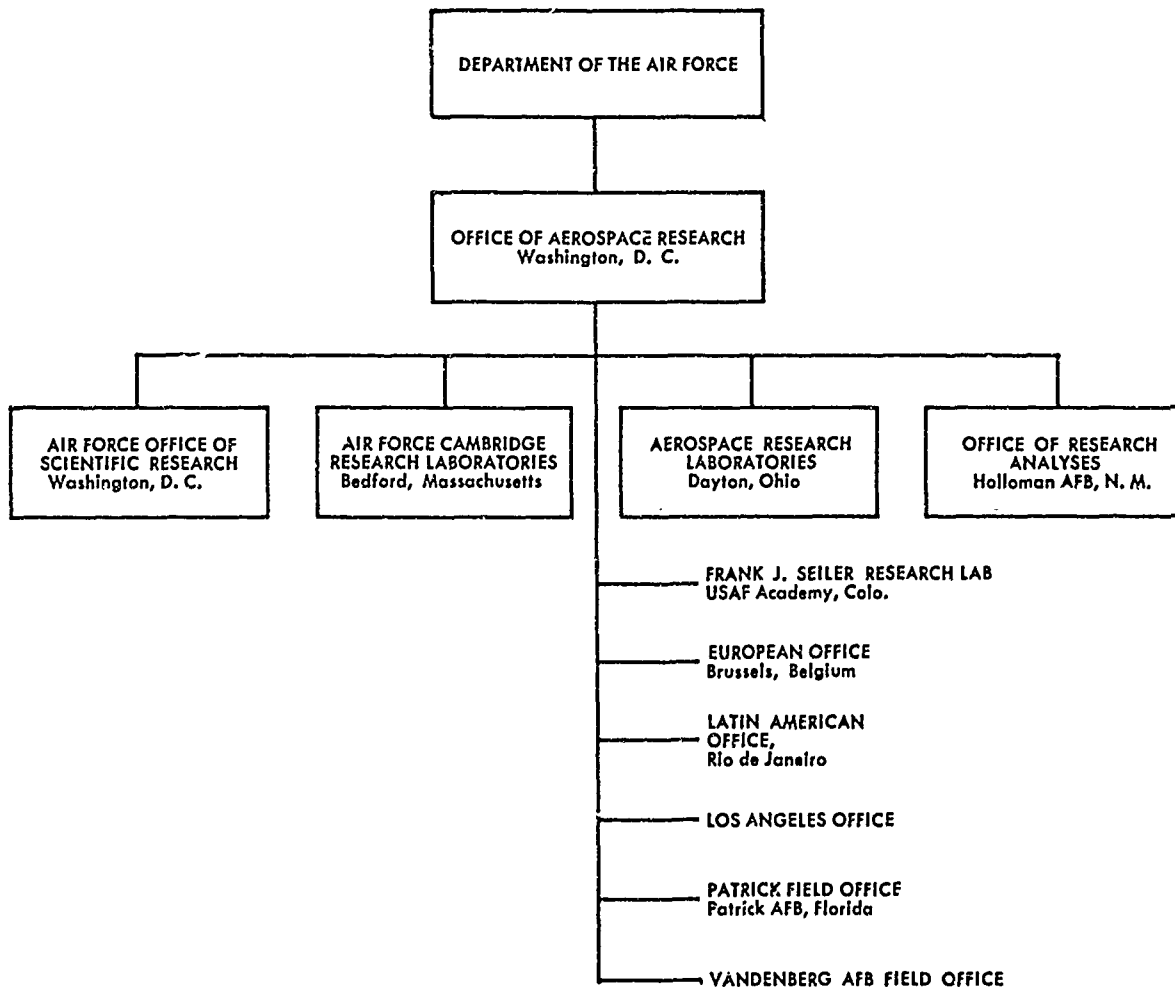 DEPARTMENT OF THE AIR FORCE
OFFICE OF AEROSPACE RESEARCH
Washington, D. C.
AIR FORCE OFFICE OF
SCIENTIFIC RESEARCH
Washington, D. C.
AIR FORCE CAMBRIDGE
RESEARCH LABORATORIES
Bedford, Massachusetts
AEROSPACE RESEARCH
LABORATORIES
Dayton, Ohio
OFFICE OF RESEARCH
ANALYSES
Holloman AFB, N. M.
FRANK J. SEILER RESEARCH LAB
USAF Academy, Colo.
EUROPEAN OFFICE
Brussels, Belgium
LATIN AMERICAN
OFFICE,
Rio de Janeiro
LOS ANGELES OFFICE
PATRICK FIELD OFFICE
Patrick AFB, Florida
VANDENBERG AFB FIELD OFFICE